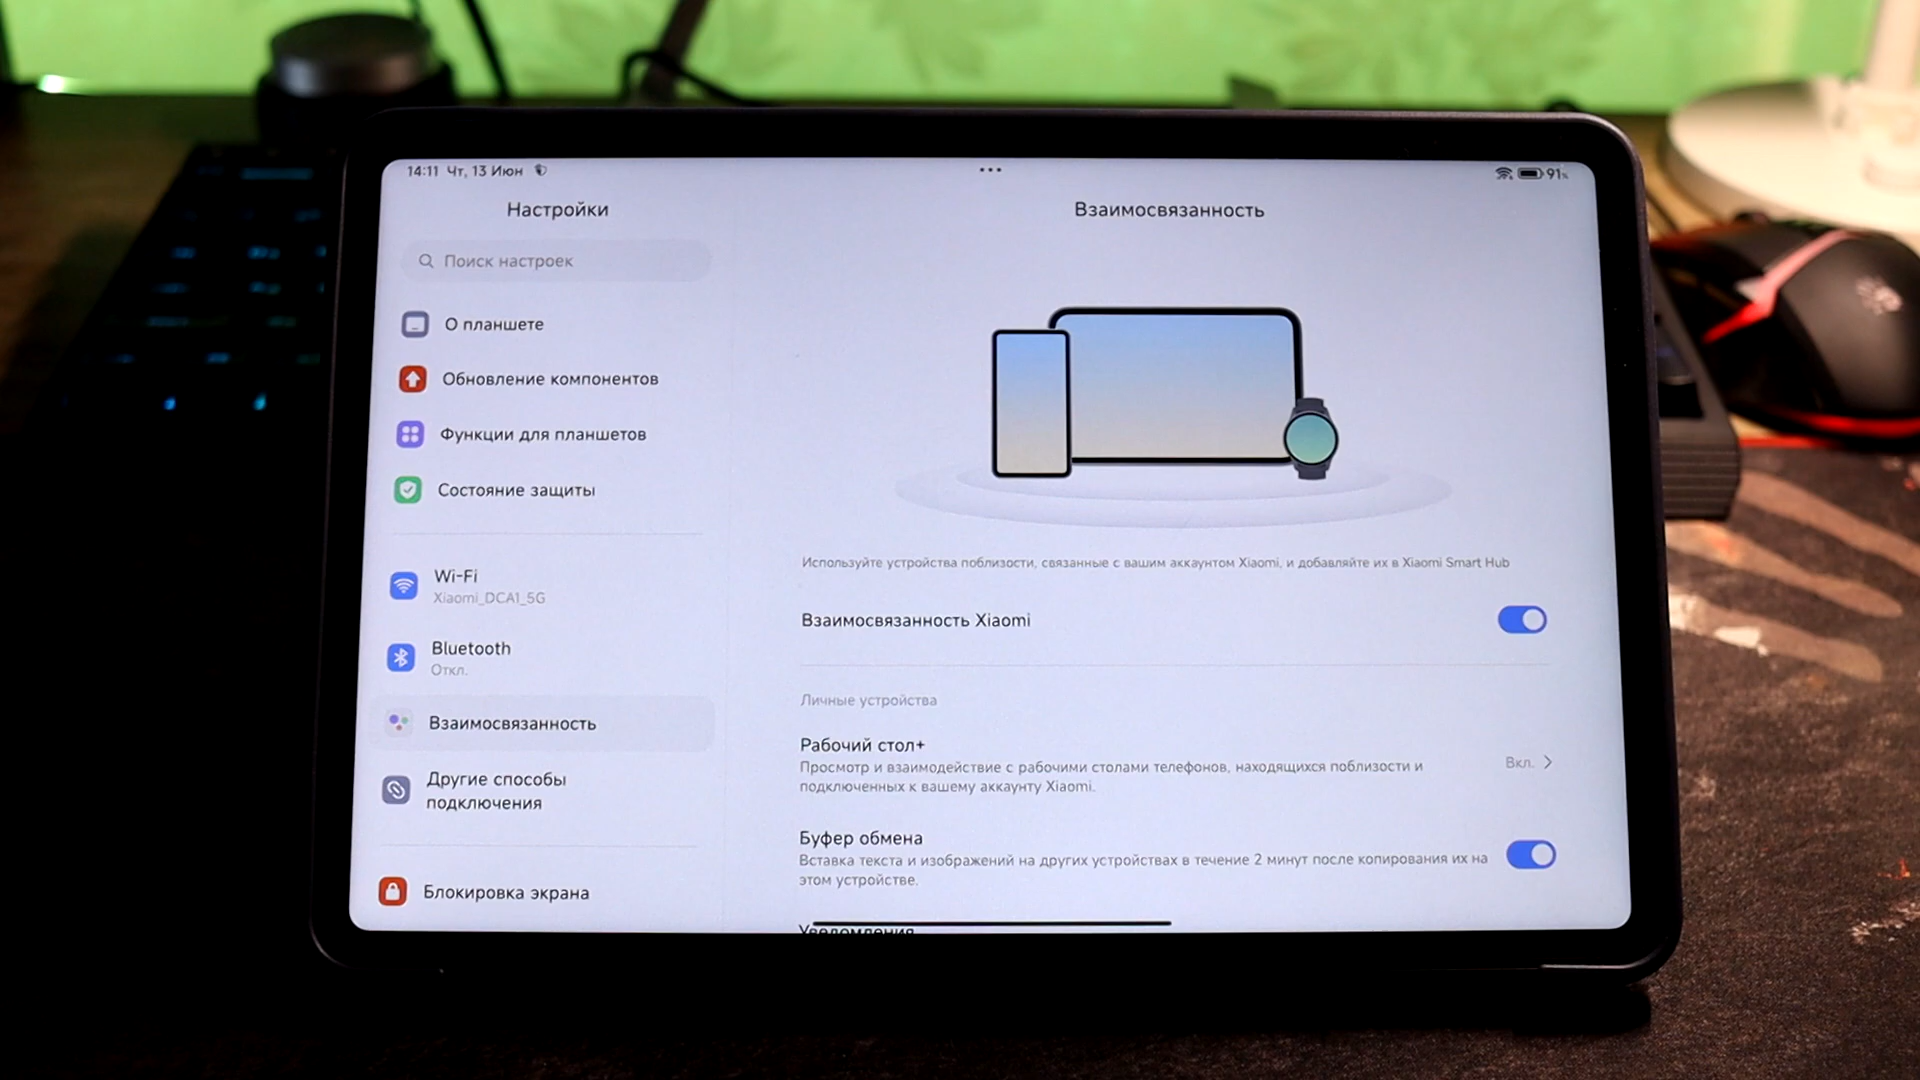 14:11 Чт, 13 Июн
91%
Настройки
Поиск настроек
О планшете
Обновление компонентов
Функции для планшетов
Состояние защиты
Wi-Fi
Xiaomi_DCA1_5G
Bluetooth
Откл.
Взаимосвязанность
Другие способы
подключения
Блокировка экрана
Взаимосвязанность
Используйте устройства поблизости, связанные с вашим аккаунтом Xiaomi, и добавляйте их в Xiaomi Smart Hub
Взаимосвязанность Xiaomi
Личные устройства
Рабочий стол+
Просмотр и взаимодействие с рабочими столами телефонов, находящихся поблизости и
подключенных к вашему аккаунту Xiaomi.
Вкл.
Буфер обмена
Вставка текста и изображений на других устройствах в течение 2 минут после копирования их на
этом устройстве.
Уведомления